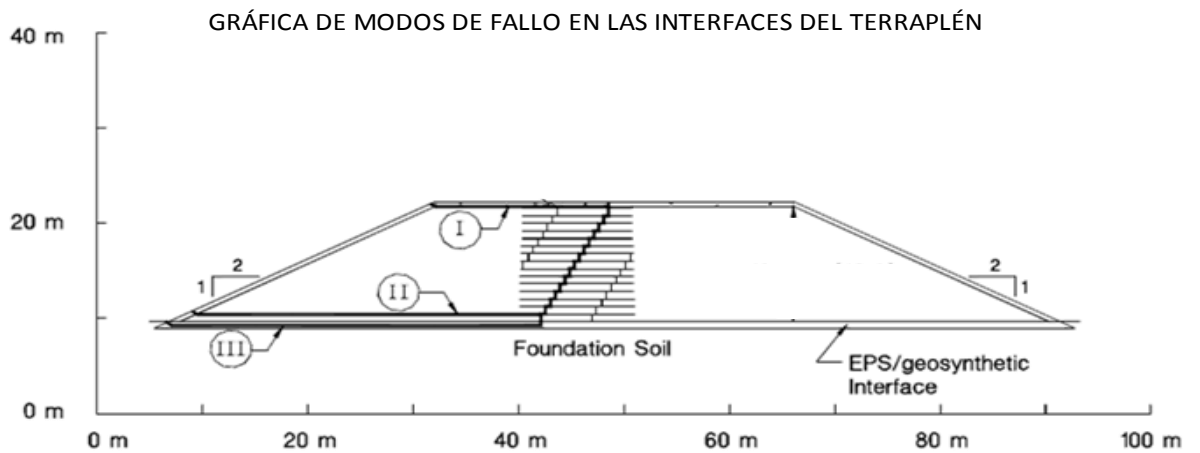 GRÁFICA DE MODOS DE FALLO EN LAS INTERFACES DEL TERRAPLÉN
40 m
20 m
0 m
I
II
III
2
1
2
1
Foundation Soil
EPS/geosynthetic
Interface
0 m
20 m
40 m
60 m
80 m
100 m